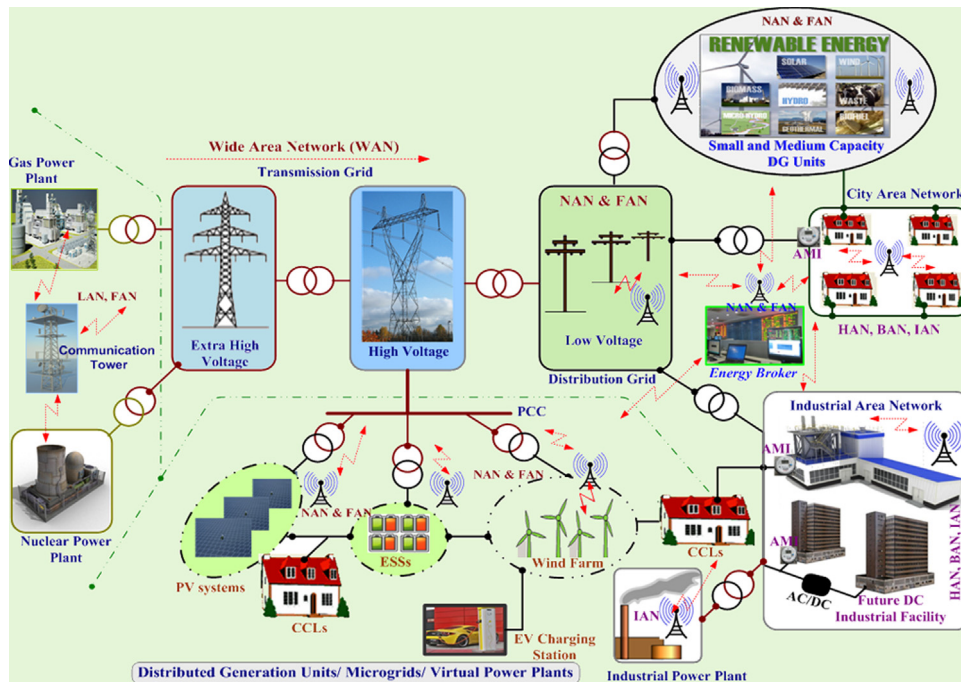 NAN & FAN
RENEWABLE ENERGY
SOLAR
WIND
BIOMASS
HYDRO
WASTE
MICRO-HYDRO
GEOTHERMAL
BIOFUEL
Small and Medium Capacity
DG Units
Wide Area Network (WAN)
Transmission Grid
Gas Power
Plant
NAN & FAN
City Area Network
AMI
LAN, FAN
Communication
Tower
Extra High
Voltage
High Voltage
Low Voltage
NAN & FAN
HAN, BAN, IAN
Distribution Grid
Energy Broker
PCC
Industrial Area Network
AMI
NAN & FAN
NAN & FAN
Nuclear Power
Plant
PV systems
ESSs
Wind Farm
CCLs
CCLs
AMI
HAN, BAN, IAN
AC/DC
Future DC
Industrial Facility
IAN
EV Charging
Station
Distributed Generation Units/ Microgrids/ Virtual Power Plants
Industrial Power Plant